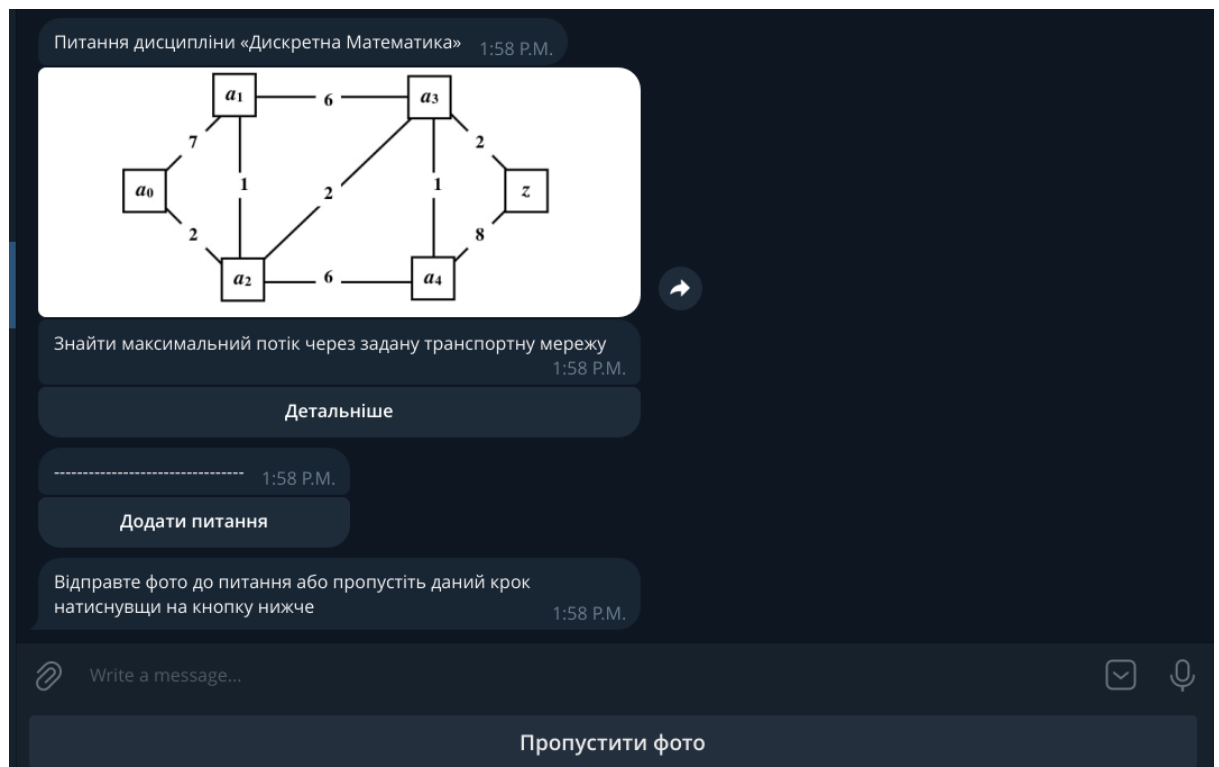 Питання дисципліни «Дискретна Математика» 1:58 P.M.
a1 6 a3
7 2
a0 1 2 1 z
2 8
a2 6 a4
Знайти максимальний потік через задану транспортну мережу
1:58 P.M.
Детальніше
--------------------------------- 1:58 P.M.
Додати питання
Відправте фото до питання або пропустіть даний крок
натиснувщи на кнопку нижче 1:58 P.M.
Write a message...
Пропустити фото